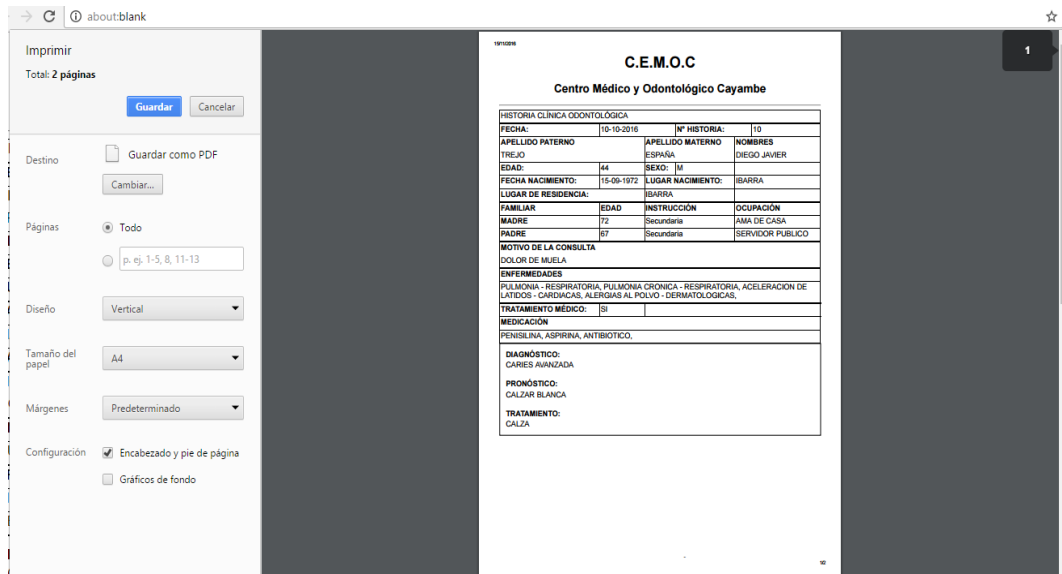 about:blank
Imprimir
Total: 2 páginas
Guardar Cancelar
Destino Guardar como PDF
Cambiar...
Páginas Todo
p. ej. 1-5, 8, 11-13
Diseño Vertical
Tamaño del papel A4
Márgenes Predeterminado
Configuración Encabezado y pie de página
Gráficos de fondo
1
19/11/2016
C.E.M.O.C
Centro Médico y Odontológico Cayambe
HISTORIA CLÍNICA ODONTOLÓGICA
FECHA: 10-10-2016 Nº HISTORIA: 10
APELLIDO PATERNO APELLIDO MATERNO NOMBRES
TREJO ESPAÑA DIEGO JAVIER
EDAD: 44 SEXO: M
FECHA NACIMIENTO: 15-09-1972 LUGAR NACIMIENTO: IBARRA
LUGAR DE RESIDENCIA: IBARRA
FAMILIAR EDAD INSTRUCCIÓN OCUPACIÓN
MADRE 72 Secundaria AMA DE CASA
PADRE 67 Secundaria SERVIDOR PUBLICO
MOTIVO DE LA CONSULTA
DOLOR DE MUELA
ENFERMEDADES
PULMONIA - RESPIRATORIA, PULMONIA CRONICA - RESPIRATORIA, ACELERACION DE
LATIDOS - CARDIACAS, ALERGIAS AL POLVO - DERMATOLOGICAS,
TRATAMIENTO MÉDICO: SI
MEDICACIÓN
PENISILINA, ASPIRINA, ANTIBIOTICO,
DIAGNÓSTICO:
CARIES AVANZADA
PRONÓSTICO:
CALZAR BLANCA
TRATAMIENTO:
CALZA
1/2